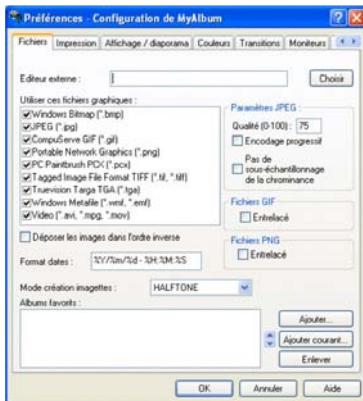 Préférences - Configuration de MyAlbum
Fichiers Impression Affichage / diaporama Couleurs Transitions Moniteurs
Editeur externe : Choisir
Utiliser ces fichiers graphiques :
Windows Bitmap (*.bmp)
JPEG (*.jpg)
CompuServe GIF (*.gif)
Portable Network Graphics (*.png)
PC Paintbrush PCX (*.pcx)
Tagged Image File Format TIFF (*.tif, *.tiff)
Truevision Targa TGA (*.tga)
Windows Metafile (*.wmf, *.emf)
Video (*.avi, *.mpg, *.mov)
Paramètres JPEG
Qualité (0-100) : 75
Encodage progressif
Pas de
sous-échantillonnage
de la chrominance
Fichiers GIF
Entrelacé
Déposer les images dans l'ordre inverse
Fichiers PNG
Entrelacé
Format dates : %Y/%m/%d - %H:%M:%S
Mode création imagettes : HALFTONE
Albums favoris :
Ajouter...
Ajouter courant...
Enlever
OK Annuler Aide